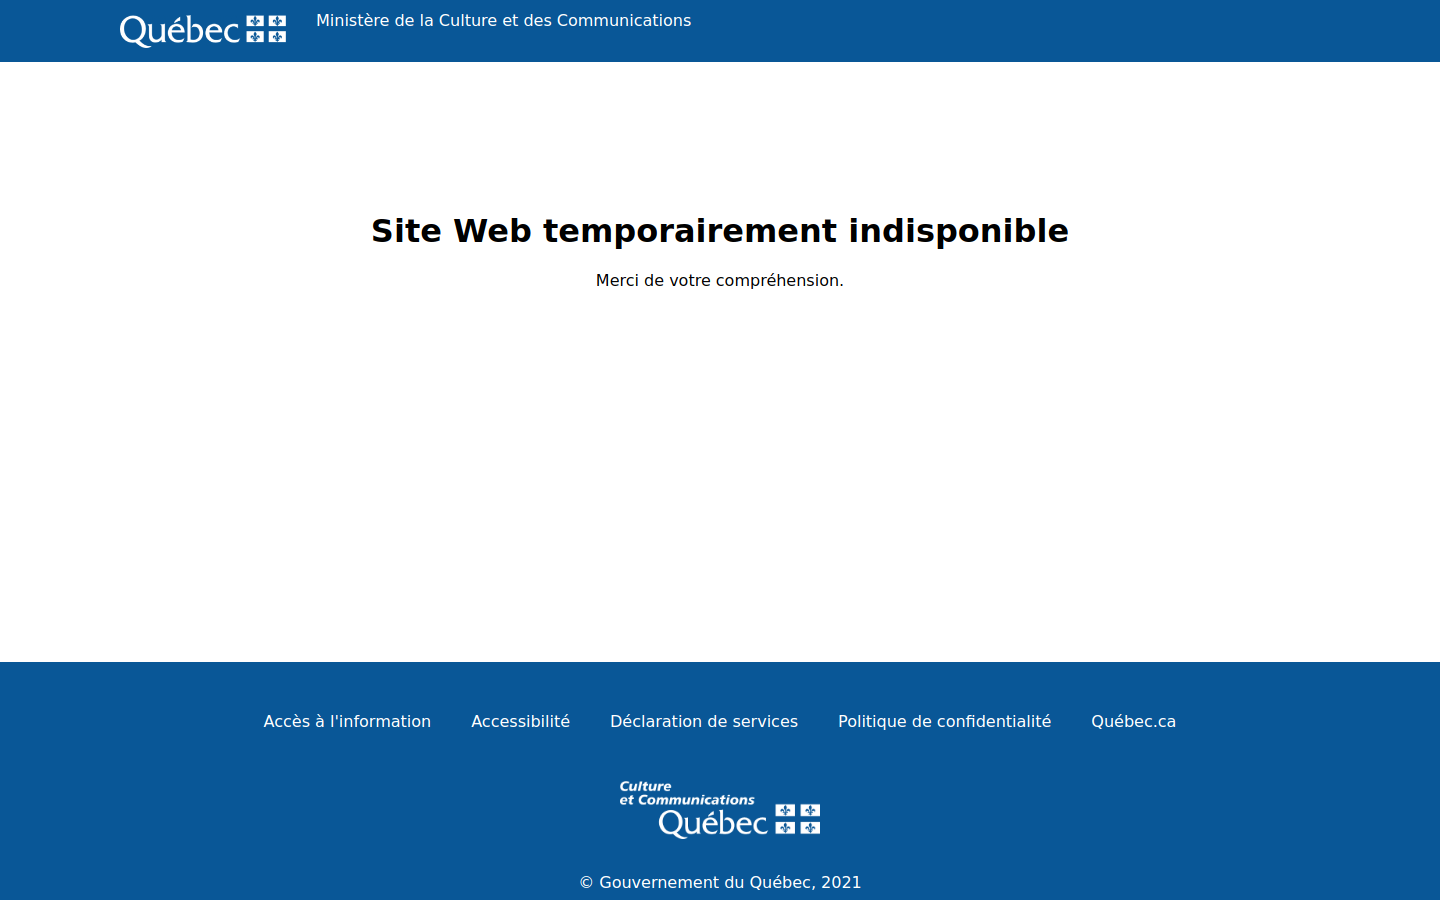 Québec
Ministère de la Culture et des Communications
Site Web temporairement indisponible
Merci de votre compréhension.
Accès à l'information
Accessibilité
Déclaration de services
Politique de confidentialité
Québec.ca
Culture
et Communications
Québec
© Gouvernement du Québec, 2021